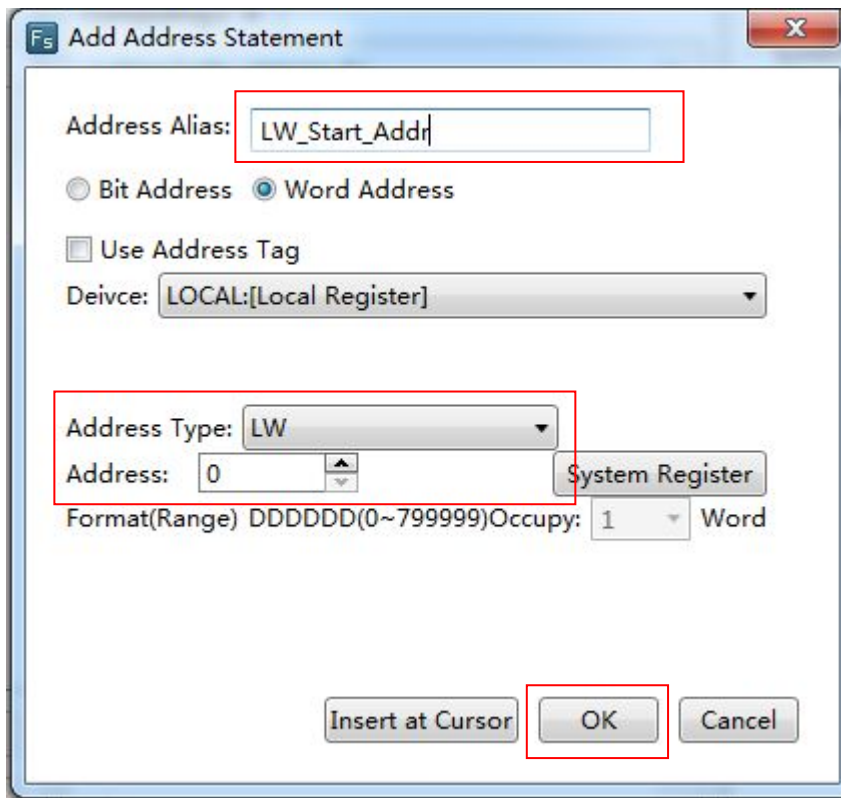 Fs Add Address Statement
Address Alias: LW_Start_Addr
Bit Address Word Address
Use Address Tag
Deivce: LOCAL:[Local Register]
Address Type: LW
Address: 0 System Register
Format(Range) DDDDDD(0~799999)Occupy: 1 Word
Insert at Cursor OK Cancel